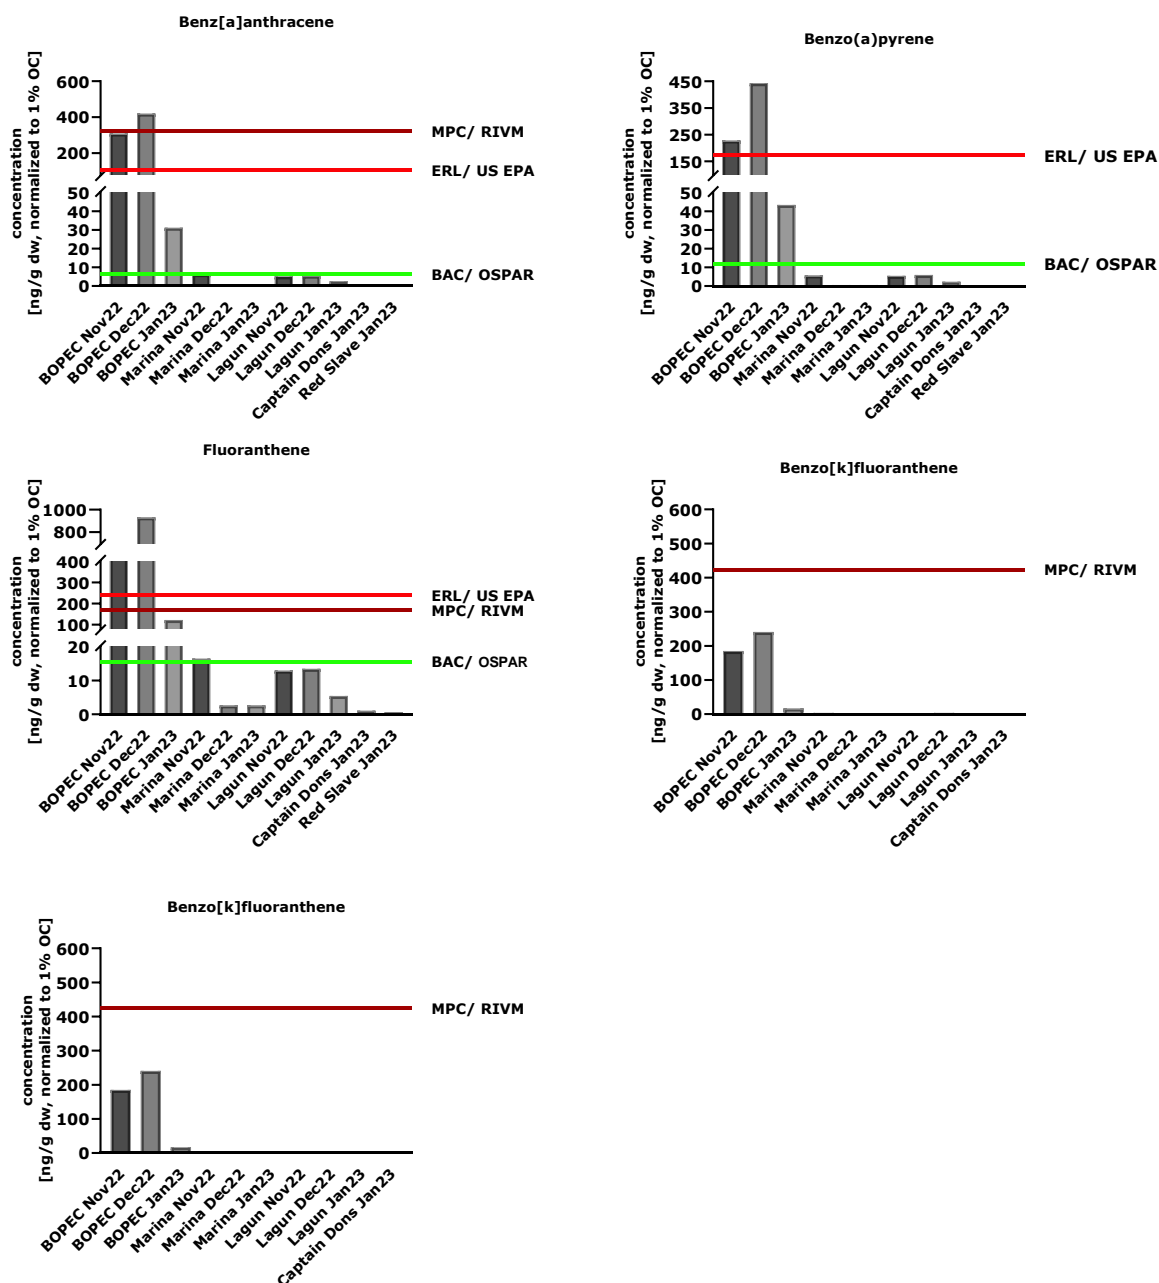 Benz[a]anthracene
concentration
[ng/g dw, normalized to 1% OC]
600
400
200
50
40
30
20
10
0
MPC/ RIVM
ERL/ US EPA
BAC/ OSPAR
BOPEC Nov22
BOPEC Dec22
BOPEC Jan23
Marina Nov22
Marina Dec22
Marina Jan23
Lagun Nov22
Lagun Dec22
Lagun Jan23
Captain Dons Jan23
Red Slave Jan23
Benzo(a)pyrene
concentration
[ng/g dw, normalized to 1% OC]
450
350
250
150
50
40
30
20
10
0
ERL/ US EPA
BAC/ OSPAR
BOPEC Nov22
BOPEC Dec22
BOPEC Jan23
Marina Nov22
Marina Dec22
Marina Jan23
Lagun Nov22
Lagun Dec22
Lagun Jan23
Captain Dons Jan23
Red Slave Jan23
Fluoranthene
concentration
[ng/g dw, normalized to 1% OC]
1000
800
400
300
200
100
20
10
0
ERL/ US EPA
MPC/ RIVM
BAC/ OSPAR
BOPEC Nov22
BOPEC Dec22
BOPEC Jan23
Marina Nov22
Marina Dec22
Marina Jan23
Lagun Nov22
Lagun Dec22
Lagun Jan23
Captain Dons Jan23
Red Slave Jan23
Benzo[k]fluoranthene
concentration
[ng/g dw, normalized to 1% OC]
600
500
400
300
200
100
0
MPC/ RIVM
BOPEC Nov22
BOPEC Dec22
BOPEC Jan23
Marina Nov22
Marina Dec22
Marina Jan23
Lagun Nov22
Lagun Dec22
Lagun Jan23
Captain Dons Jan23
Benzo[k]fluoranthene
concentration
[ng/g dw, normalized to 1% OC]
600
500
400
300
200
100
0
MPC/ RIVM
BOPEC Nov22
BOPEC Dec22
BOPEC Jan23
Marina Nov22
Marina Dec22
Marina Jan23
Lagun Nov22
Lagun Dec22
Lagun Jan23
Captain Dons Jan23